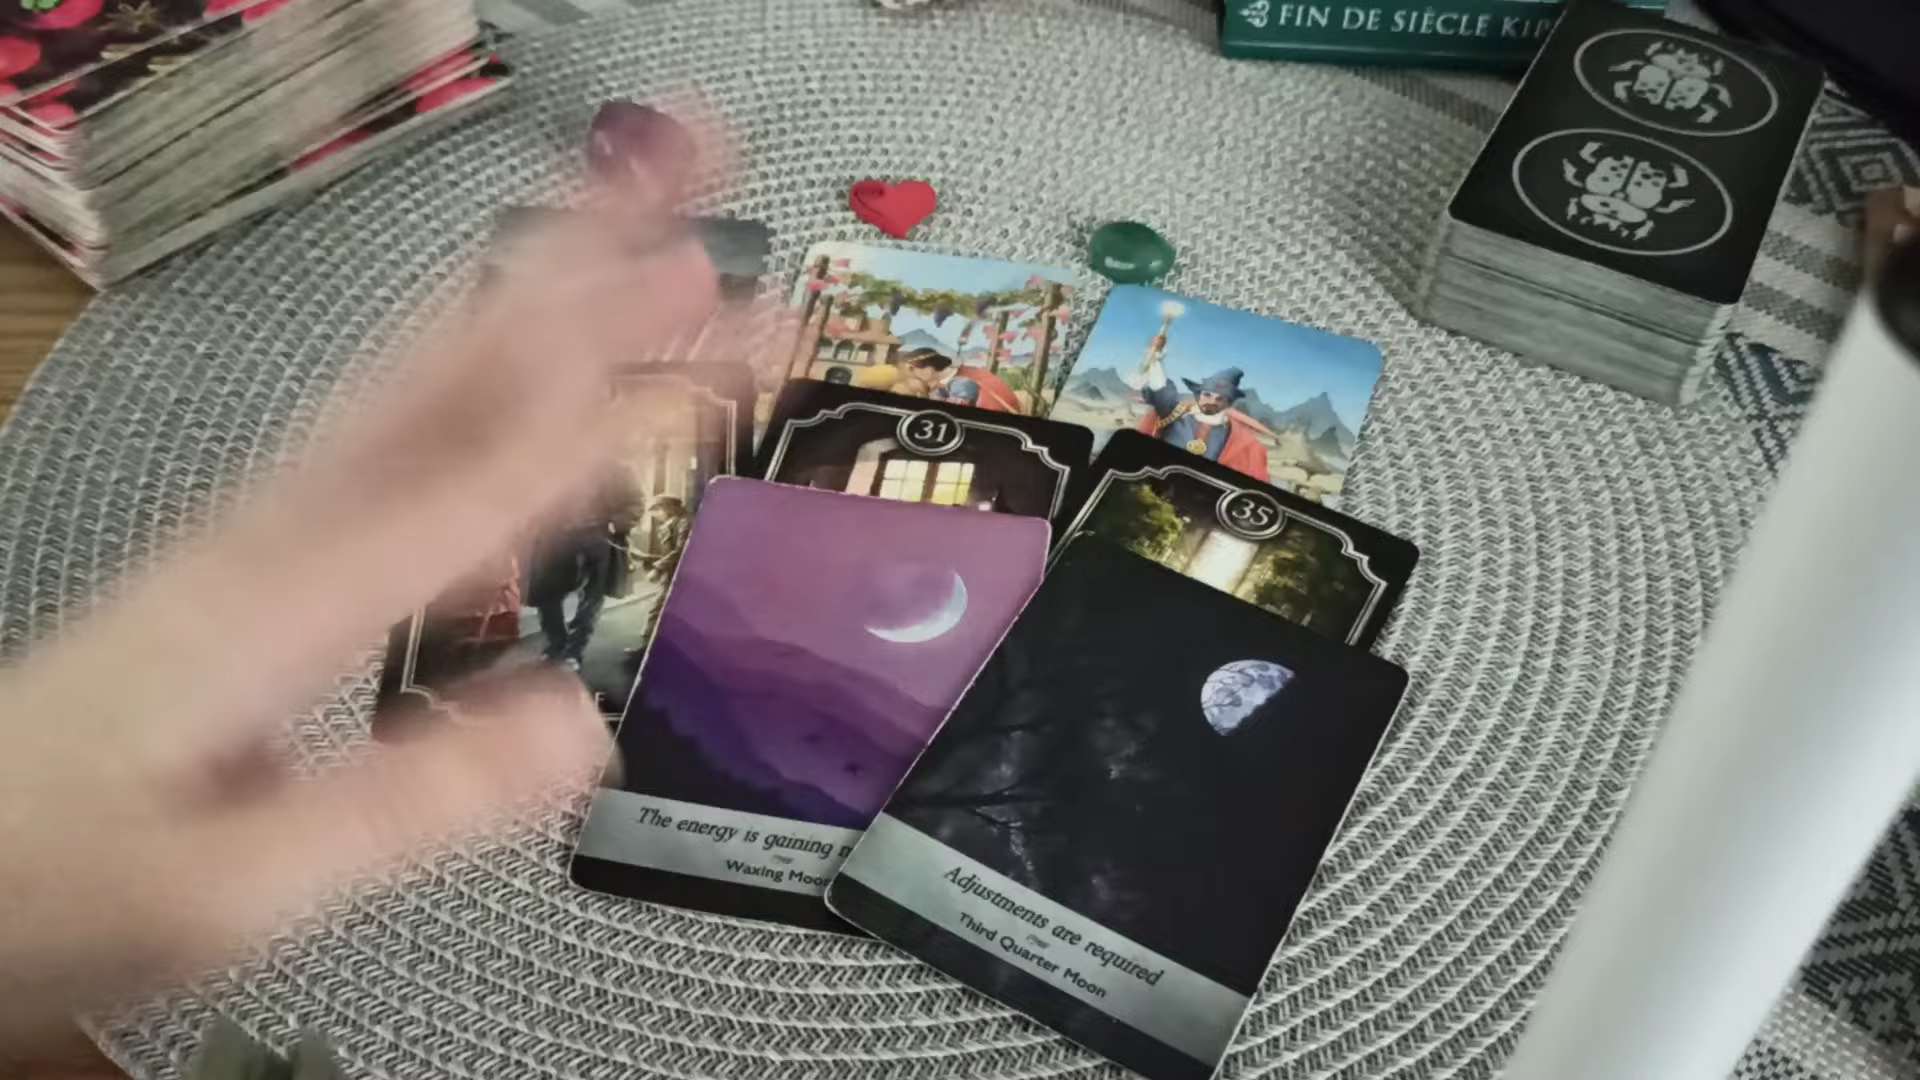 FIN DE SIÈCLE
31
35
The energy is gaining
Waxing Moon
Adjustments are required
Third Quarter Moon